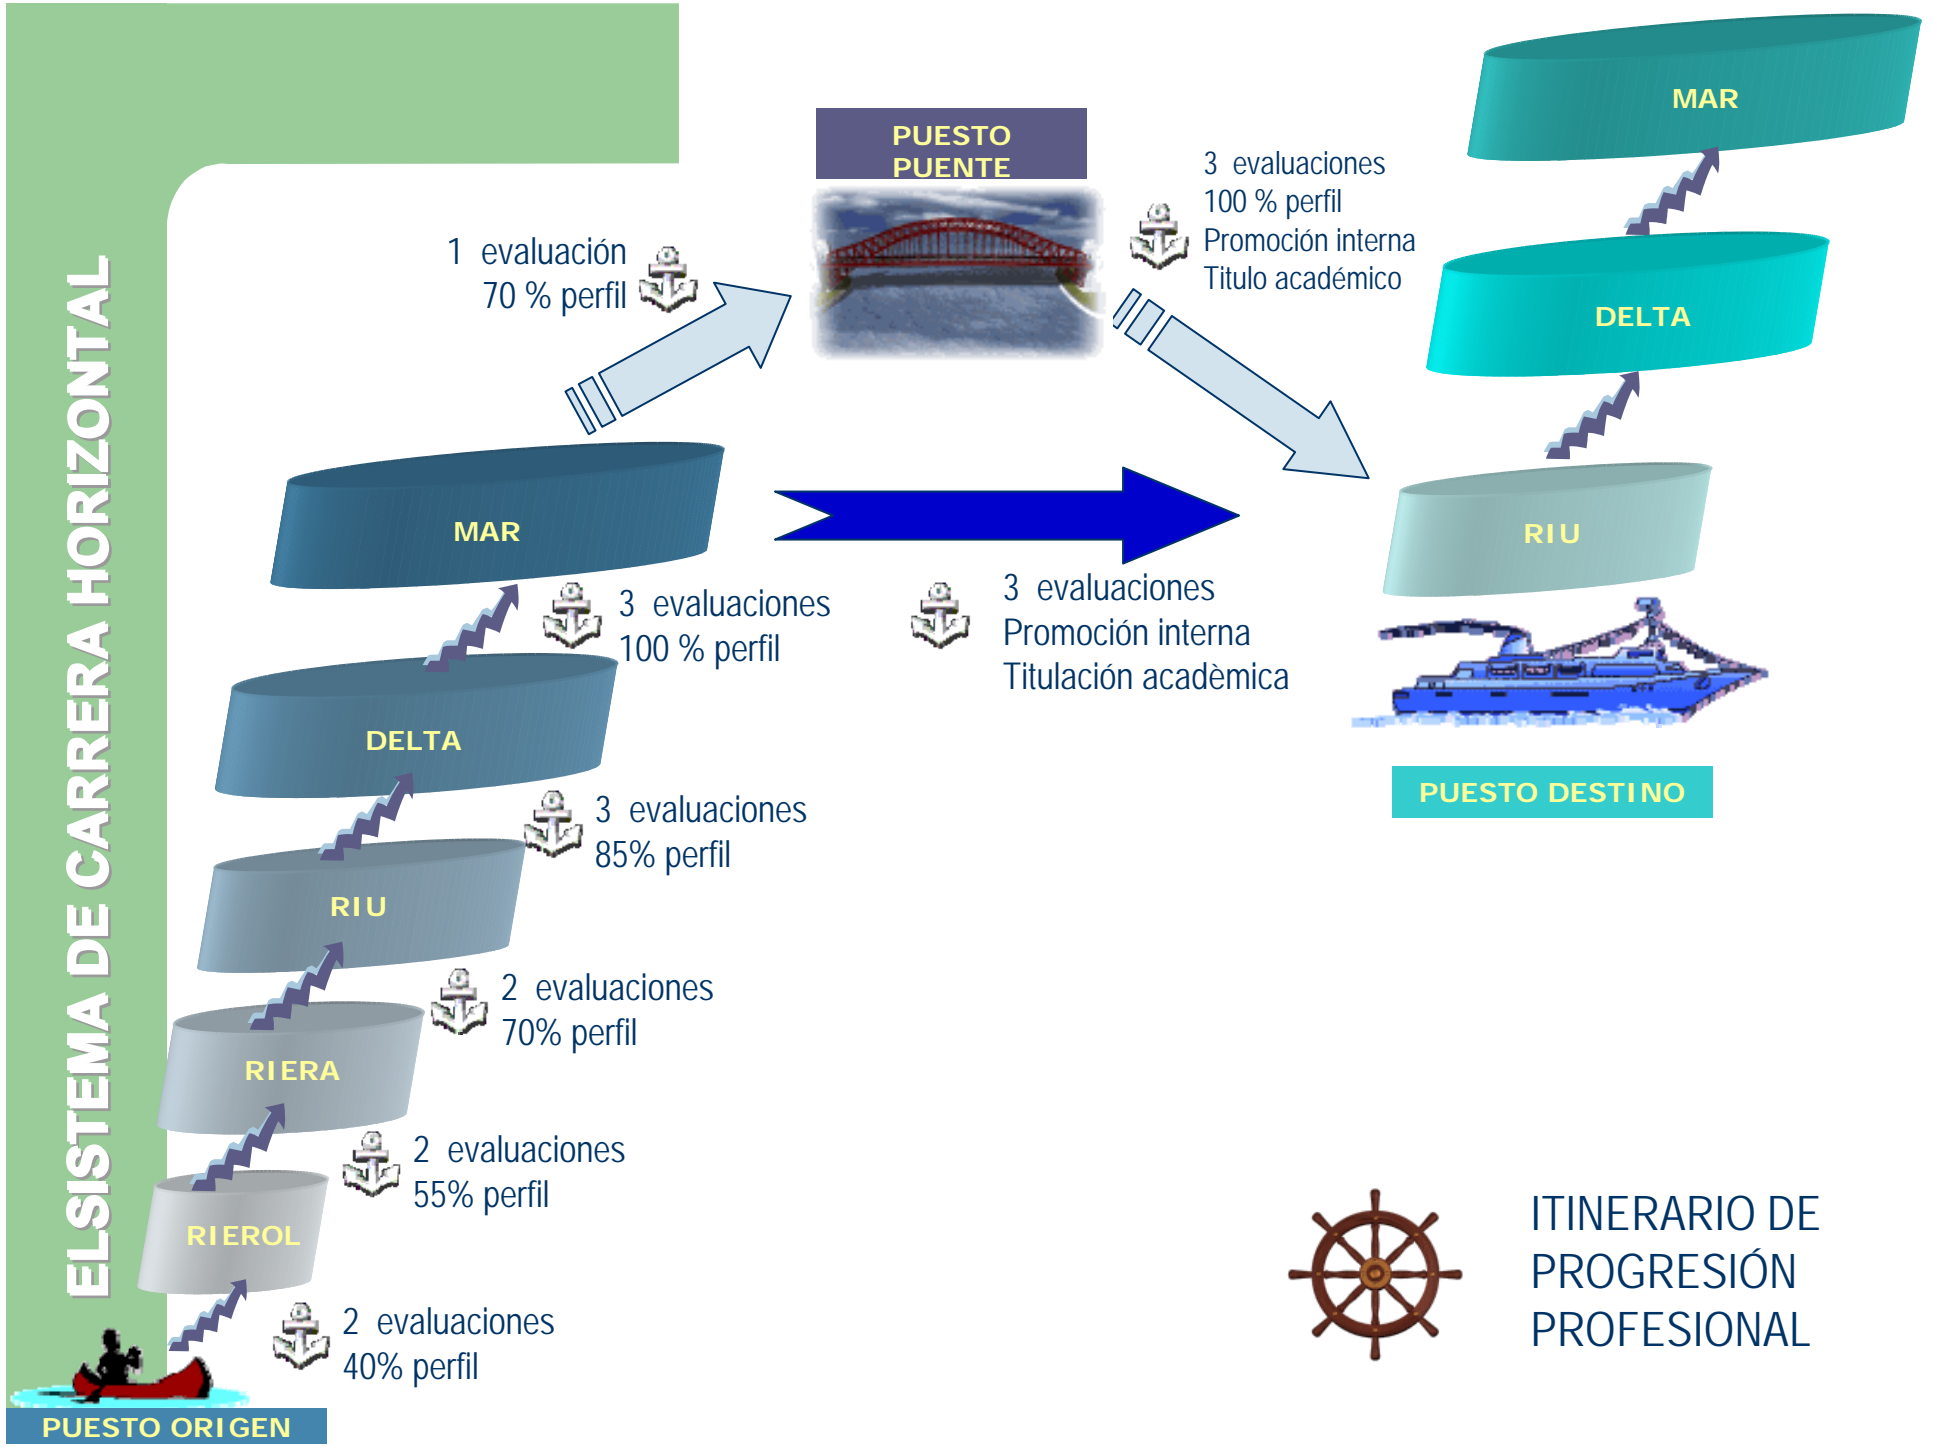 ELSISTEMA DE CARRERA HORIZONTAL
MAR
PUESTO
PUENTE
3 evaluaciones
100 % perfil
Promoción interna
Titulo académico
1 evaluación
70 % perfil
DELTA
RIU
MAR
3 evaluaciones
100 % perfil
3 evaluaciones
Promoción interna
Titulación acadèmica
DELTA
PUESTO DESTINO
3 evaluaciones
85% perfil
RIU
2 evaluaciones
70% perfil
RIERA
2 evaluaciones
55% perfil
RIEROL
2 evaluaciones
40% perfil
PUESTO ORIGEN
ITINERARIO DE
PROGRESIÓN
PROFESIONAL